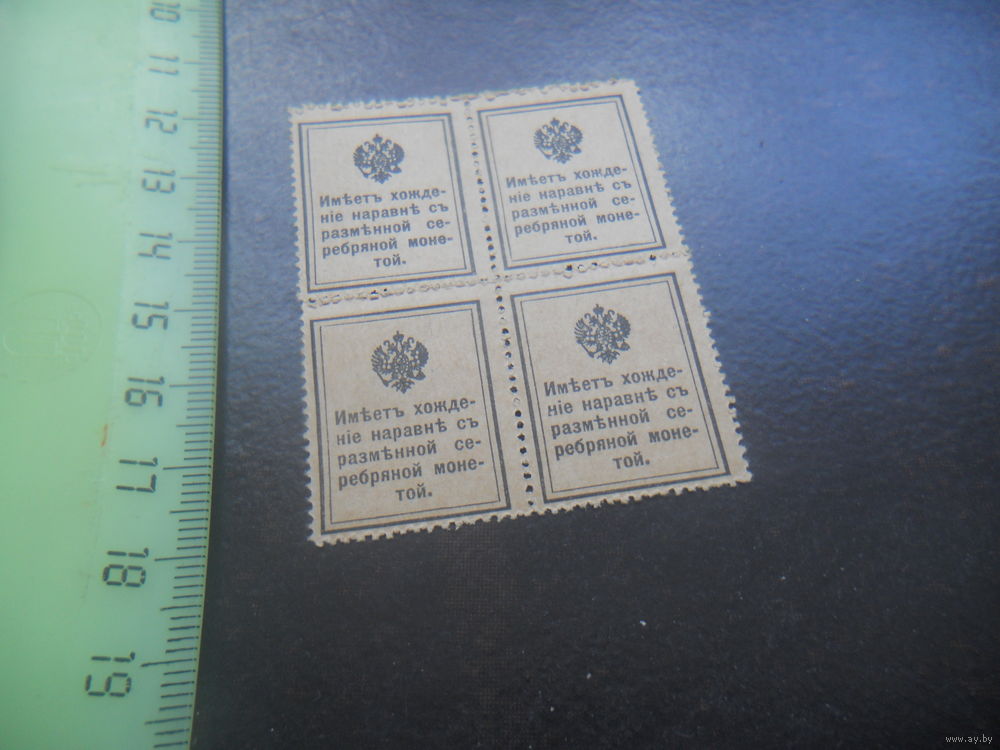 10
11
12
13
14
15
16
17
18
19
Имѣетъ хожде-
ніе наравнѣ съ
размѣнной се-
ребряной моне-
той.
Имѣетъ хожде-
ніе наравнѣ съ
размѣнной се-
ребряной моне-
той.
Имѣетъ хожде-
ніе наравнѣ съ
размѣнной се-
ребряной моне-
той.
Имѣетъ хожде-
ніе наравнѣ съ
размѣнной се-
ребряной моне-
той.
www.ay.by